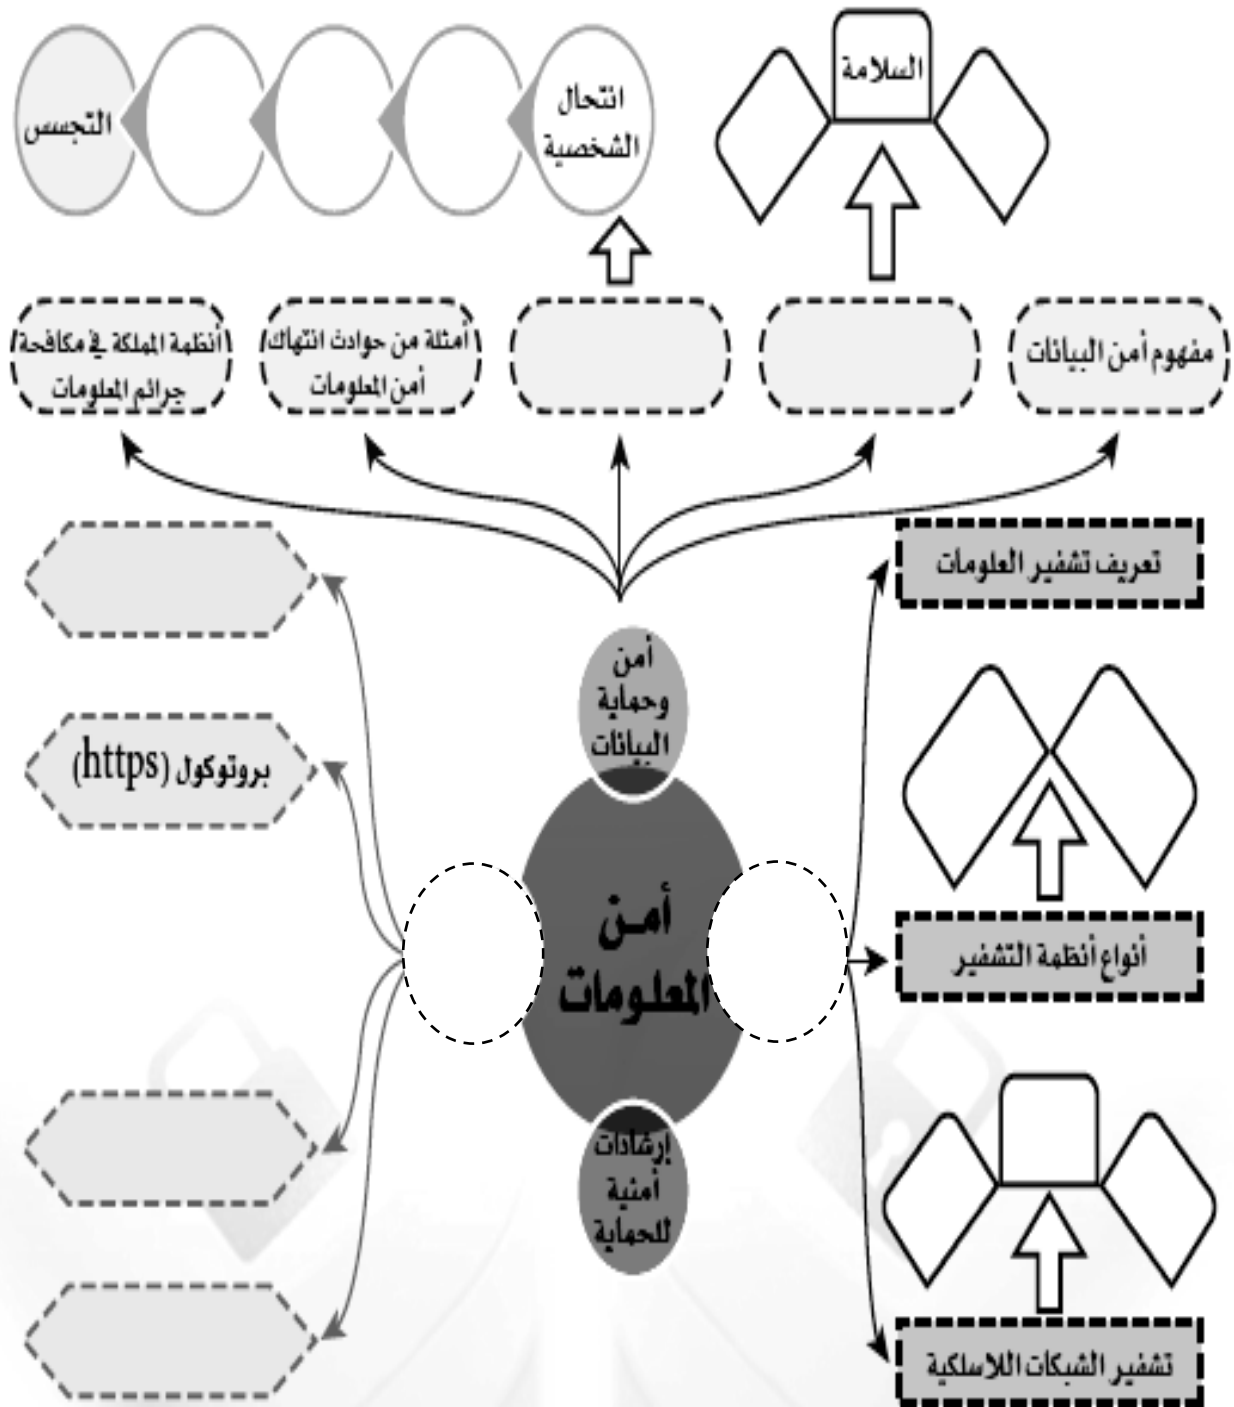 السلامة
انتحال
الشخصية
التجسس
مفهوم أمن البيانات
أمثلة من حوادث انتهاك
أمن المعلومات
أنظمة المملكة في مكافحة
جرائم المعلومات
تعريف تشفير العلومات
أمن
وحماية
البيانات
بروتوكول (https)
أمـن
المعلـومات
أنواع أنظمة التشفير
إرشادات
أمنية
للحماية
تشفير الشبكات اللاسلكية